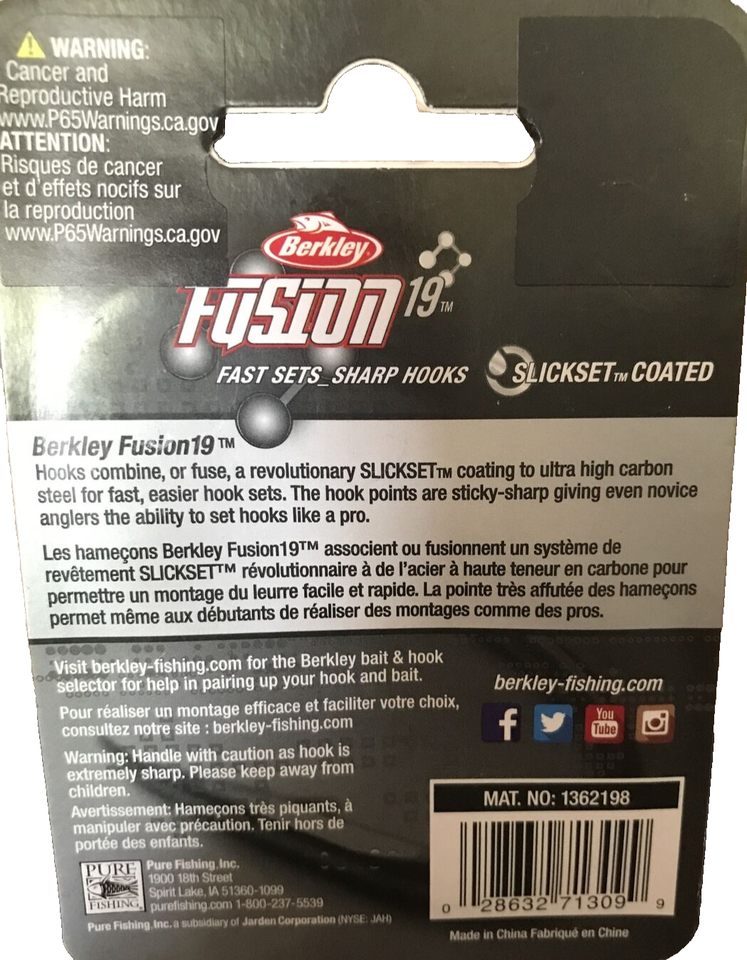 WARNING:
Cancer and
Reproductive Harm
www.P65Warnings.ca.gov
ATTENTION:
Risques de cancer
et d'effets nocifs sur
la reproduction
www.P65Warnings.ca.gov
Berkley
FUSION 19™
FAST SETS_SHARP HOOKS
SLICKSET™ COATED
Berkley Fusion19™
Hooks combine, or fuse, a revolutionary SLICKSET™ coating to ultra high carbon
steel for fast, easier hook sets. The hook points are sticky-sharp giving even novice
anglers the ability to set hooks like a pro.
Les hameçons Berkley Fusion19™ associent ou fusionnent un système de
revêtement SLICKSET™ révolutionnaire à de l'acier à haute teneur en carbone pour
permettre un montage du leurre facile et rapide. La pointe très affutée des hameçons
permet même aux débutants de réaliser des montages comme des pros.
Visit berkley-fishing.com for the Berkley bait & hook
selector for help in pairing up your hook and bait.
Pour réaliser un montage efficace et faciliter votre choix,
consultez notre site : berkley-fishing.com
Warning: Handle with caution as hook is
extremely sharp. Please keep away from
children.
Avertissement: Hameçons très piquants, à
manipuler avec précaution. Tenir hors de
portée des enfants.
berkley-fishing.com
f
You
Tube
MAT. NO: 1362198
0 28632 71309 9
PURE
FISHING
Pure Fishing, Inc.
1900 18th Street
Spirit Lake, IA 51360-1099
purefishing.com 1-800-237-5539
Pure Fishing, Inc. a subsidiary of Jarden Corporation (NYSE: JAH)
Made in China Fabriqué en Chine